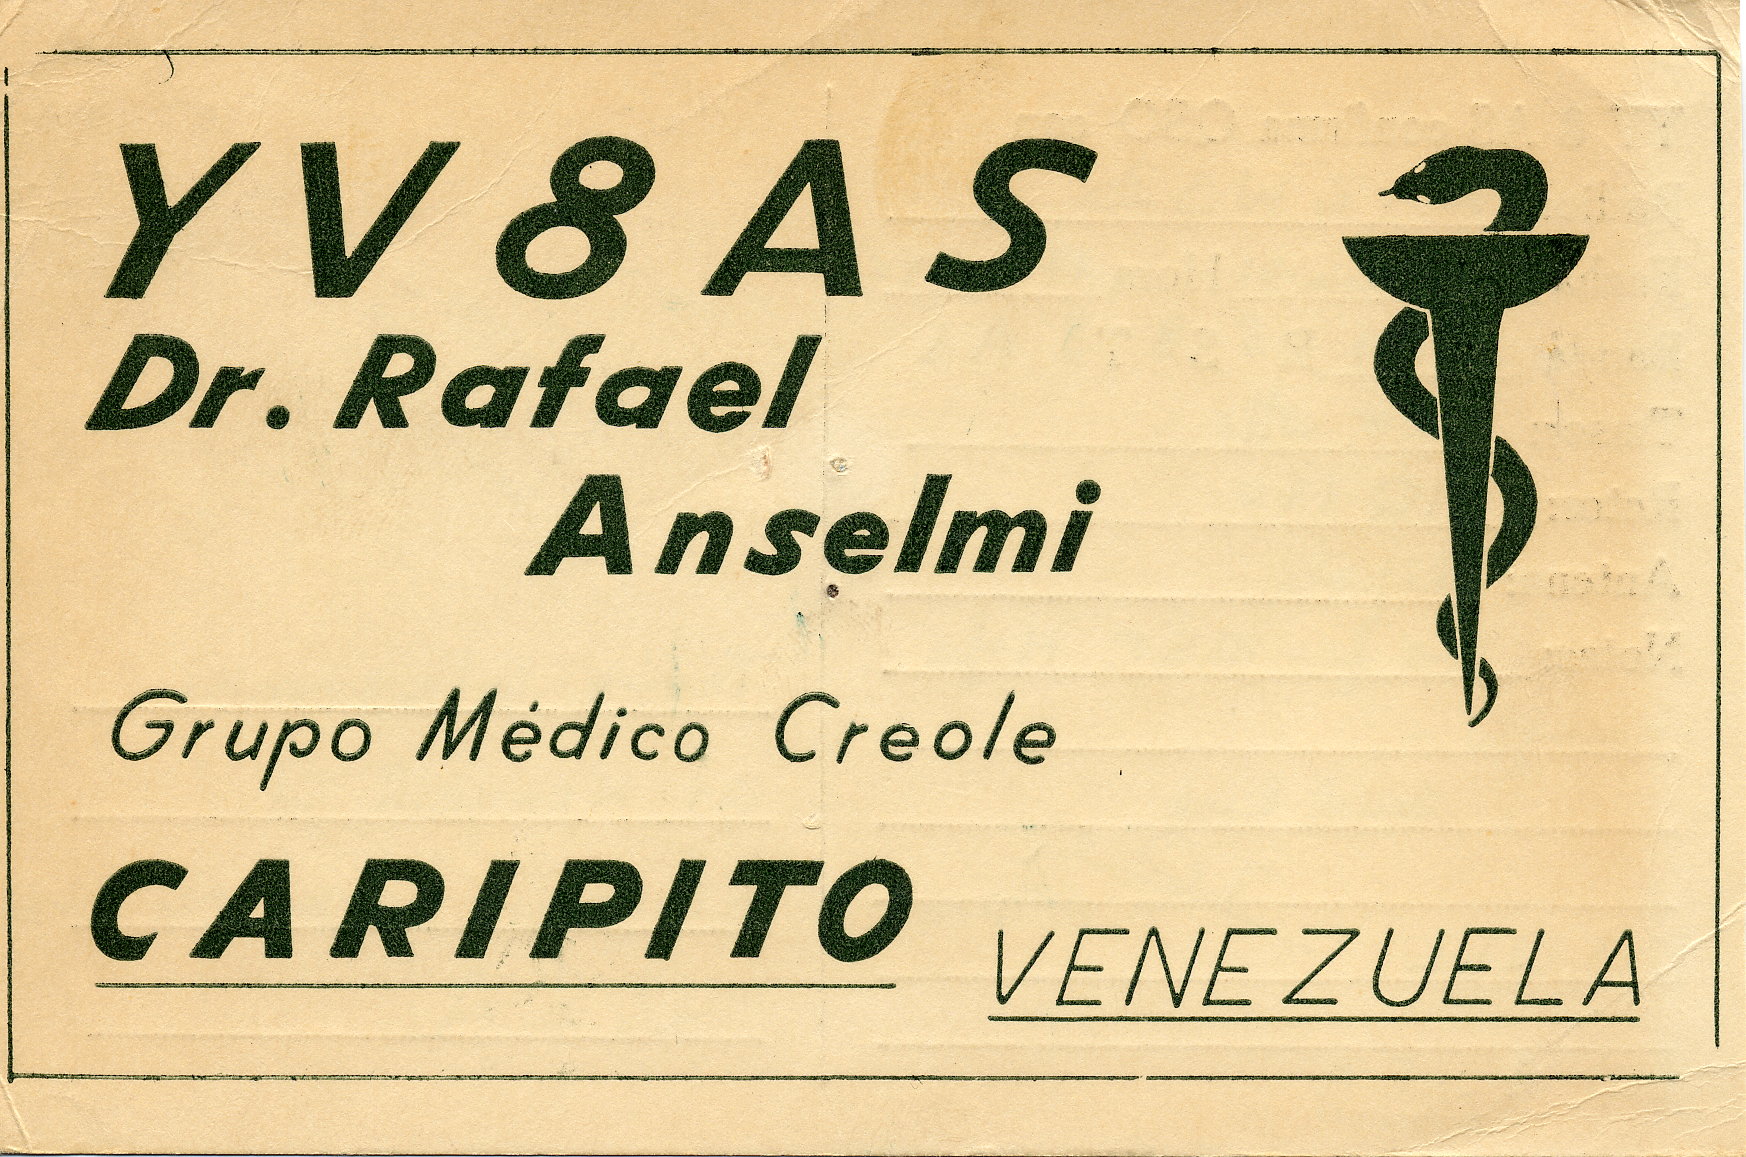 YV8AS
Dr. Rafael
Anselmi
Grupo Médico Creole
CARIPITO
VENEZUELA